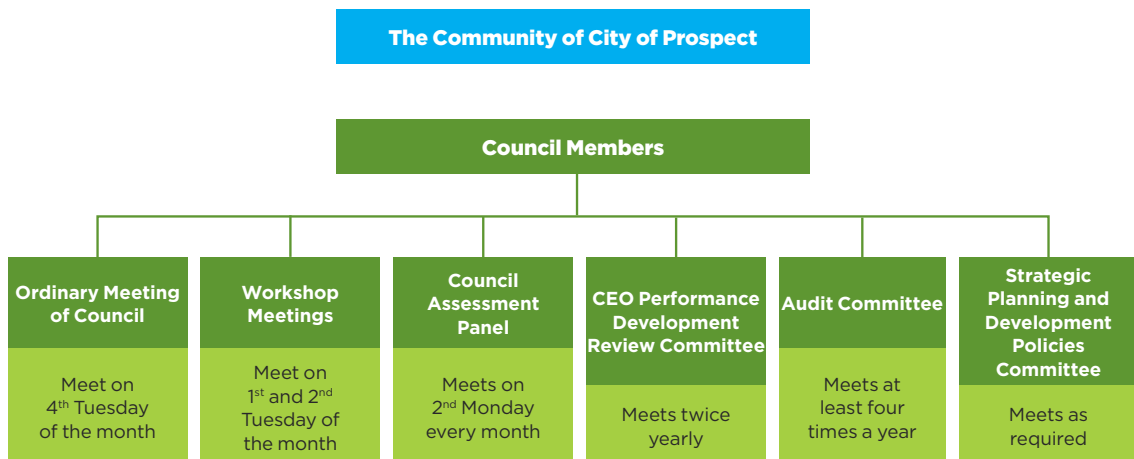 The Community of City of Prospect
Council Members
Ordinary Meeting
of Council
Meet on
4th Tuesday
of the month
Workshop
Meetings
Meet on
1st and 2nd
Tuesday of
the month
Council
Assessment
Panel
Meets on
2nd Monday
every month
CEO Performance
Development
Review Committee
Meets twice
yearly
Audit Committee
Meets at
least four
times a year
Strategic
Planning and
Development
Policies
Committee
Meets as
required